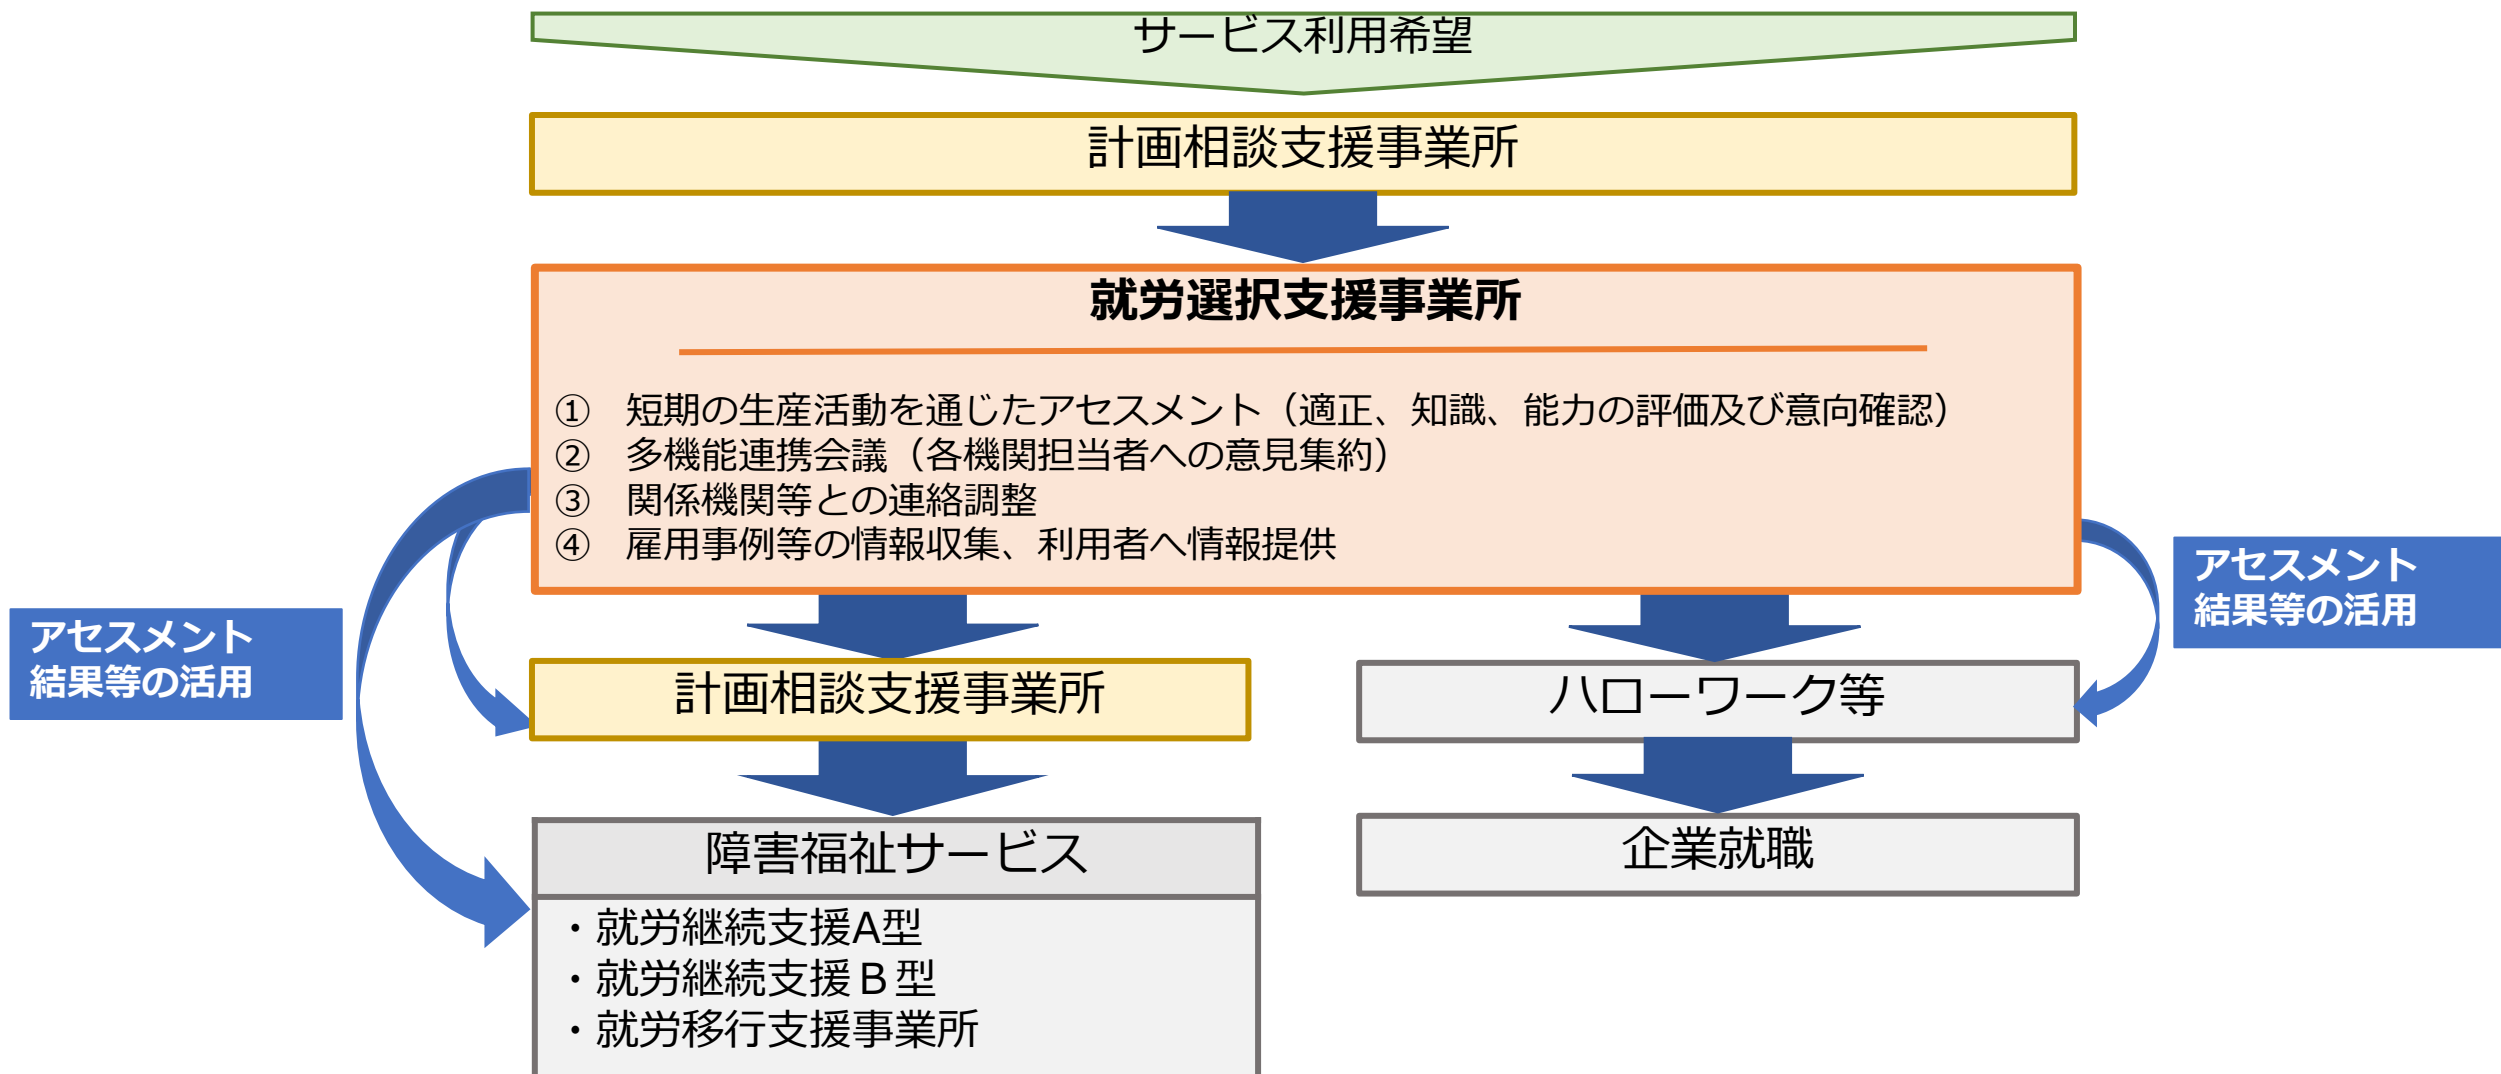 サービス利用希望
計画相談支援事業所
就労選択支援事業所
①　短期の生産活動を通じたアセスメント（適正、知識、能力の評価及び意向確認）
②　多機能連携会議（各機関担当者への意見集約）
③　関係機関等との連絡調整
④　雇用事例等の情報収集、利用者へ情報提供
アセスメント
結果等の活用
アセスメント
結果等の活用
計画相談支援事業所
ハローワーク等
障害福祉サービス
企業就職
・就労継続支援A型
・就労継続支援Ｂ型
・就労移行支援事業所